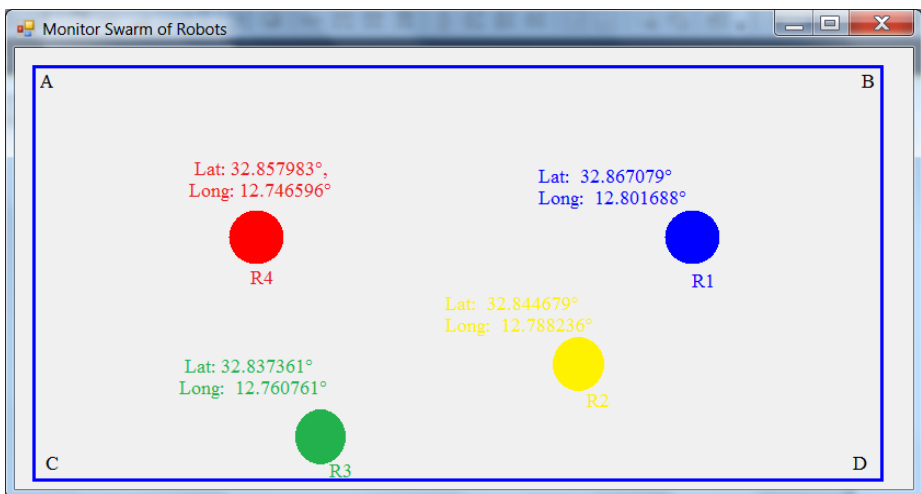 Monitor Swarm of Robots
A
B
Lat: 32.857983°,
Long: 12.746596°
R4
Lat: 32.867079°
Long: 12.801688°
R1
Lat: 32.844679°
Long: 12.788236°
R2
Lat: 32.837361°
Long: 12.760761°
R3
C
D